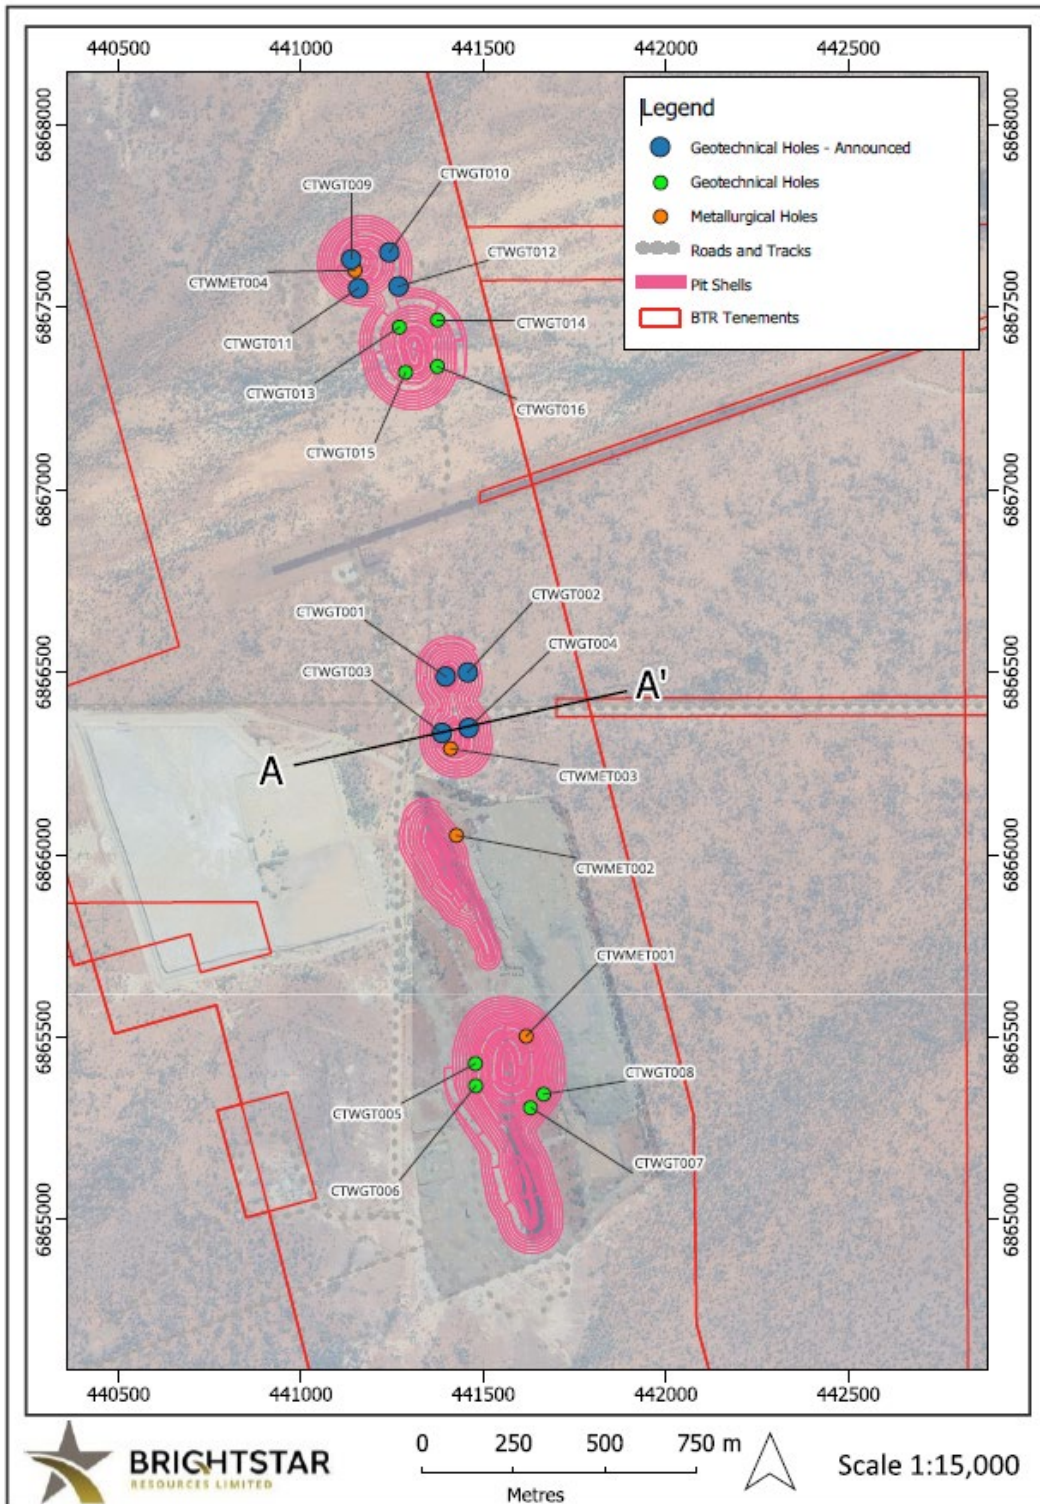 440500 441000 441500 442000 442500
6868000
6868000
Legend
Geotechnical Holes - Announced
Geotechnical Holes
Metallurgical Holes
Roads and Tracks
Pit Shells
BTR Tenements
CTWGT010
CTWGT009
CTWGT012
CTWMET004
6867500
6867500
CTWGT014
CTWGT011
CTWGT013
CTWGT016
CTWGT015
6867000
6867000
CTWGT002
CTWGT001
CTWGT004
CTWGT003
6866500
6866500
A'
A
CTWMET003
6866000
6866000
CTWMET002
CTWMET001
6865500
6865500
CTWGT008
CTWGT005
CTWGT007
CTWGT006
6865000
6865000
440500 441000 441500 442000 442500
BRIGHTSTAR
RESOURCES LIMITED
0 250 500 750 m
Metres
Scale 1:15,000